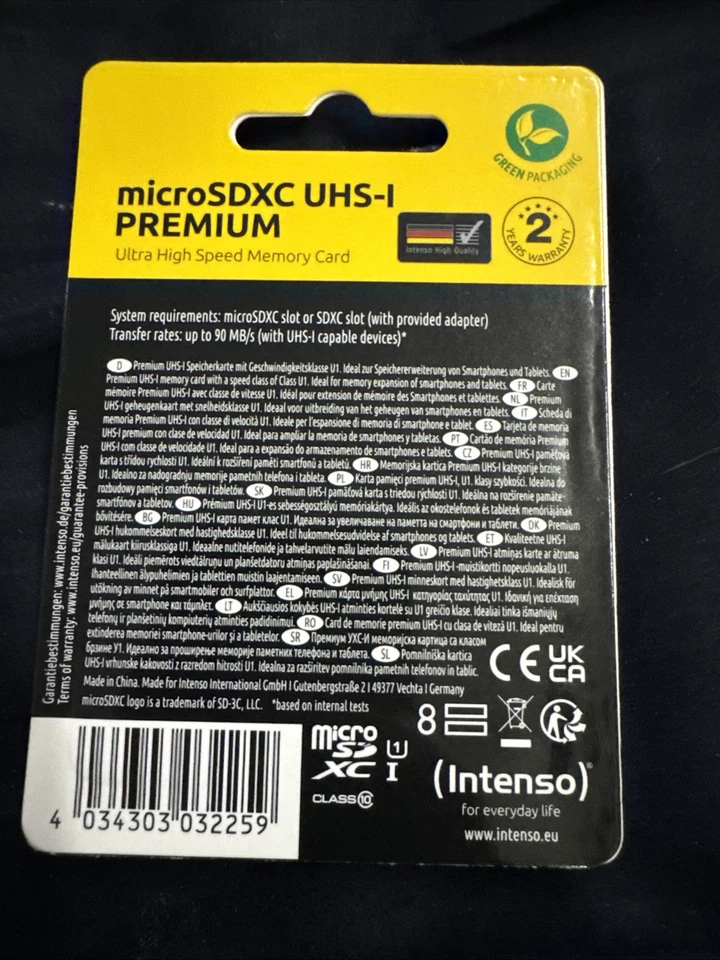 GREEN PACKAGING
microSDXC UHS-I
PREMIUM
Ultra High Speed Memory Card
Intenso High Quality
2
YEARS WARRANTY
System requirements: microSDXC slot or SDXC slot (with provided adapter)
Transfer rates: up to 90 MB/s (with UHS-I capable devices)*
D Premium UHS-I Speicherkarte mit Geschwindigkeitsklasse U1. Ideal zur Speichererweiterung von Smartphones und Tablets. EN
Premium UHS-I memory card with a speed class of Class U1. Ideal for memory expansion of smartphones and tablets. FR Carte
mémoire Premium UHS-I avec classe de vitesse U1. Idéal pour extension de mémoire des Smartphones et tablettes. NL Premium
UHS-I geheugenkaart met snelheidsklasse U1. Ideaal voor uitbreiding van het geheugen van smartphones en tablets. IT Scheda di
memoria Premium UHS-I con classe di velocità U1. Ideale per l'espansione di memoria di smartphone e tablet. ES Tarjeta de memoria
UHS-I premium con clase de velocidad U1. Ideal para ampliar la memoria de smartphones y tabletas. PT Cartão de memória Premium
UHS-I com classe de velocidade U1. Ideal para a expansão do armazenamento de smartphones e tablets. CZ Premium UHS-I paměťová
karta s třídou rychlosti U1. Ideální k rozšíření paměti smartfonů a tabletů. HR Memorijska kartica Premium UHS-I kategorije brzine
U1. Idealno za nadogradnju memorije pametnih telefona i tableta. PL Karta pamięci premium UHS-I, U1. klasy szybkości. Idealna do
rozbudowy pamięci smartfonów i tabletów. SK Premium UHS-I pamäťová karta s triedou rýchlosti U1. Ideálna na rozšírenie pamäte
smartfónov a tabletov. HU Prémium UHS-I U1-es sebességosztályú memóriakártya. Ideális az okostelefonok és tabletek memóriájának
bővítésére. BG Premium UHS-I карта памет клас U1. Идеална за увеличаване на паметта на смартфони и таблети. DK Premium
UHS-I hukommelseskort med hastighedsklasse U1. Ideel til hukommelsesudvidelse af smartphones og tablets. ET Kvaliteetne UHS-I
mälukaart kiirusklassiga U1. Ideaalne nutitelefonide ja tahvelarvutite mälu laiendamiseks. LV Premium UHS-I atmiņas karte ar ātruma
klasi U1. Ideāli piemērots viedtālruņu un planšetdatoru atmiņas paplašināšanai. FI Premium UHS-I -muistikortti nopeusluokalla U1.
Ihanteellinen älypuhelimien ja tablettien muistin laajentamiseen. SV Premium UHS-I minneskort med hastighetsklass U1. Idealisk för
utökning av minnet på smartmobiler och surfplattor. EL Premium κάρτα μνήμης UHS-I κατηγορίας ταχύτητας U1. Ιδανική για επέκταση
μνήμης σε smartphone και τάμπλετ. LT Aukščiausios kokybės UHS-I atminties kortelė su U1 greičio klase. Idealiai tinka išmaniųjų
telefonų ir planšetinių kompiuterių atminties padidinimui. RO Card de memorie premium UHS-I cu clasa de viteză U1. Ideal pentru
extinderea memoriei smartphone-urilor și a tabletelor. SR Премиум УХС-И меморијска картица са класом
брзине У1. Идеално за проширење меморије паметних телефона и таблета. SL Pomnilniška kartica
UHS-I vrhunske kakovosti z razredom hitrosti U1. Idealna za razširitev pomnilnika pametnih telefonov in tablic.
Made in China. Made for Intenso International GmbH I Gutenbergstraße 2 I 49377 Vechta I Germany
microSDXC logo is a trademark of SD-3C, LLC. *based on internal tests
Garantiebestimmungen: www.intenso.de/garantiebestimmungen
Terms of warranty: www.intenso.eu/guarantee-provisions
CE UK
CA
8
micro
SD 1
XC I
CLASS 10
(Intenso)®
for everyday life
www.intenso.eu
4 034303 032259